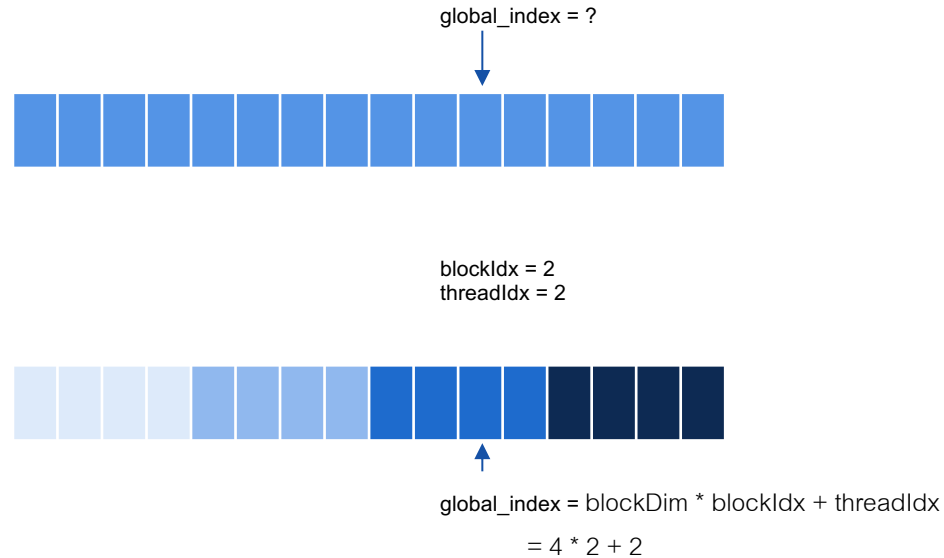 global_index = ?
blockIdx = 2
threadIdx = 2
global_index = blockDim * blockIdx + threadIdx
= 4 * 2 + 2